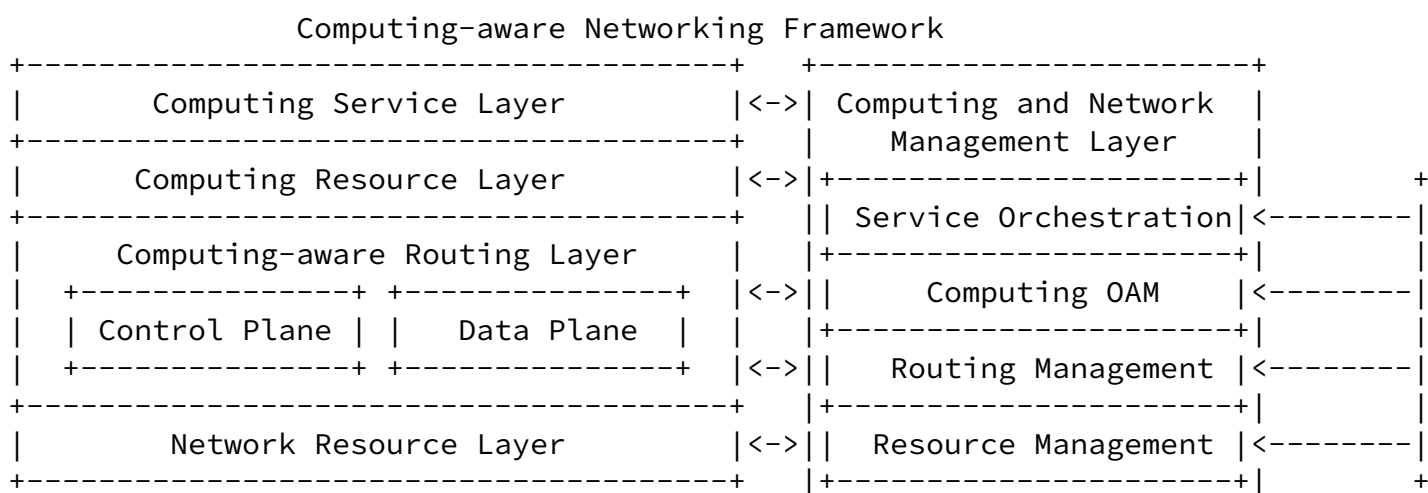 Computing-aware Networking Framework
+---------------------------------------+   +------------------------+
|       Computing Service Layer         |<->| Computing and Network  |
+---------------------------------------+   |    Management Layer    |
|      Computing Resource Layer         |<->|+----------------------+|        +
+---------------------------------------+   || Service Orchestration|<--------|
|     Computing-aware Routing Layer     |   |+----------------------+|        |
|  +---------------+ +---------------+  |<->||     Computing OAM    |<--------|
|  | Control Plane | |   Data Plane  |  |   |+----------------------+|        |
|  +---------------+ +---------------+  |<->||   Routing Management |<--------|
+---------------------------------------+   |+----------------------+|        |
|        Network Resource Layer         |<->||  Resource Management |<--------|
+---------------------------------------+   |+----------------------+|        +